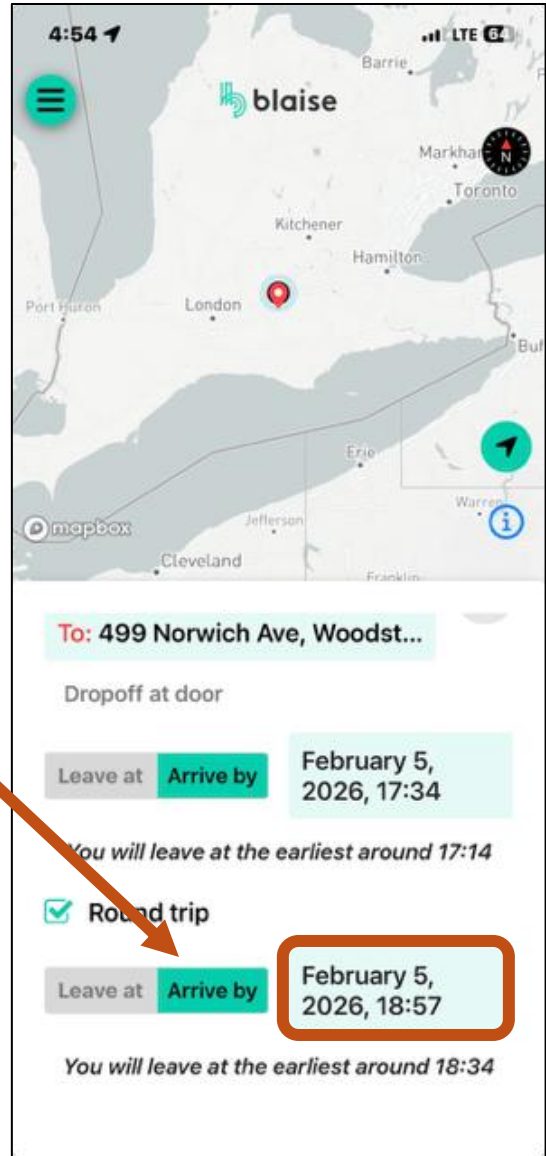 4:54
LTE 64
Barrie
blaise
Markha
N
Toronto
Kitchener
Hamilton
Port Huron
London
Buf
Erie
Warren
mapbox
Jefferson
i
Cleveland
Franklin
To: 499 Norwich Ave, Woodst...
Dropoff at door
Leave at Arrive by
February 5,
2026, 17:34
You will leave at the earliest around 17:14
Round trip
Leave at Arrive by
February 5,
2026, 18:57
You will leave at the earliest around 18:34